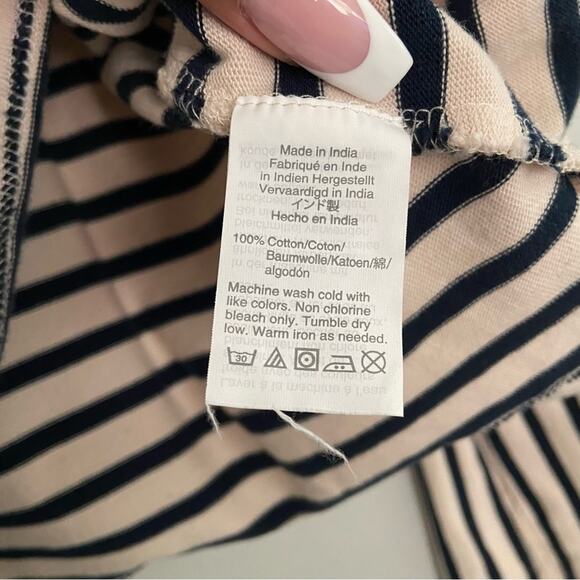 Made in India
Fabriqué en Inde
in Indien Hergestellt
Vervaardigd in India
インド製
Hecho en India
100% Cotton/Coton/
Baumwolle/Katoen/綿/
algodón
Machine wash cold with
like colors. Non chlorine
bleach only. Tumble dry
low. Warm iron as needed.
30